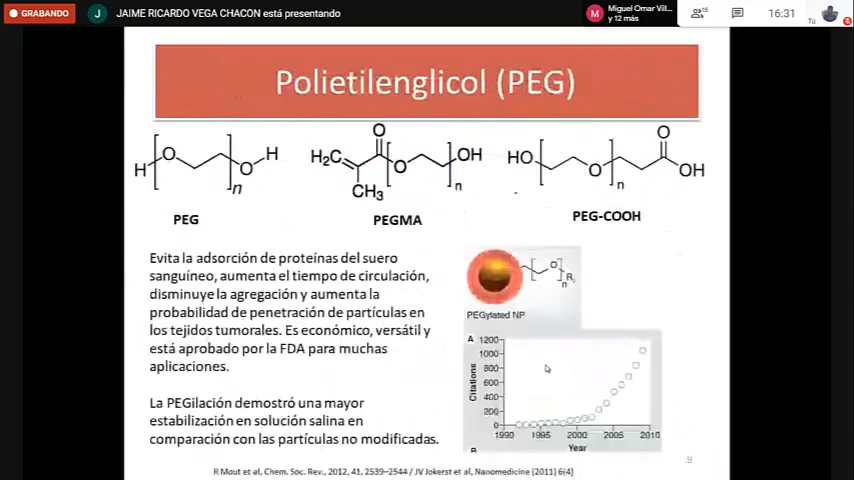 GRABANDO
J
JAIME RICARDO VEGA CHACON está presentando
M
Miguel Omar Vil...
y 12 más
15
16:31
Tú
Polietilenglicol (PEG)
H
O
n
O
H
H₂C
O
CH₃
O
n
OH
HO
O
n
O
OH
PEG
PEGMA
PEG-COOH
Evita la adsorción de proteínas del suero
sanguíneo, aumenta el tiempo de circulación,
disminuye la agregación y aumenta la
probabilidad de penetración de partículas en
los tejidos tumorales. Es económico, versátil y
está aprobado por la FDA para muchas
aplicaciones.
La PEGilación demostró una mayor
estabilización en solución salina en
comparación con las partículas no modificadas.
O
n
PEGylated NP
A
1200
1000
800
600
400
200
0
Citations
1990 1995 2000 2005 2010
Year
B
R Mout et al, Chem. Soc. Rev., 2012, 41, 2539–2544 / JV Jokerst et al, Nanomedicine (2011) 6(4)
9